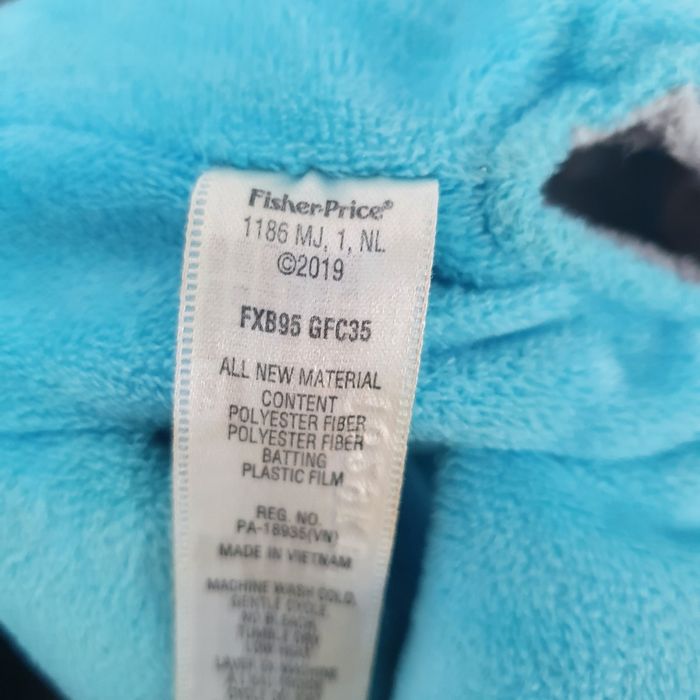 Fisher-Price®
1186 MJ, 1, NL
©2019
FXB95 GFC35
ALL NEW MATERIAL
CONTENT
POLYESTER FIBER
POLYESTER FIBER
BATTING
PLASTIC FILM
REG. NO.
PA-18935(VN)
MADE IN VIETNAM
MACHINE WASH COLD,
GENTLE CYCLE,
NO BLEACH,
TUMBLE DRY
LOW HEAT